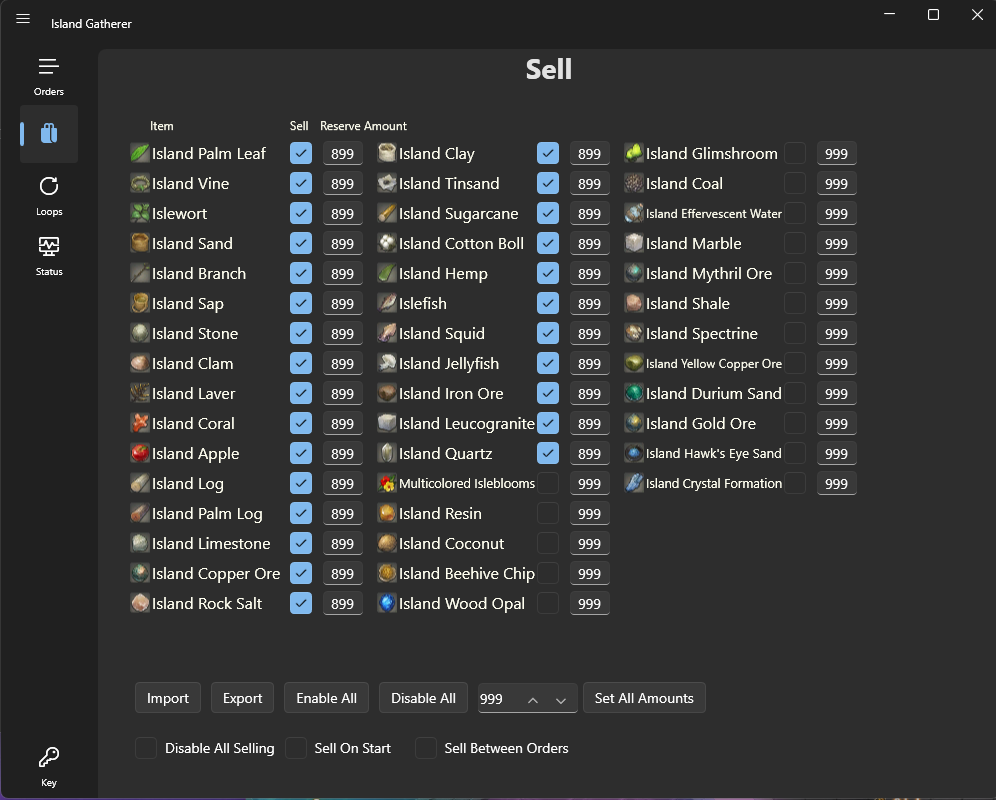 Island Gatherer
Orders
Loops
Status
Key
Sell
Item Sell Reserve Amount
Island Palm Leaf 899 Island Clay 899 Island Glimshroom 999
Island Vine 899 Island Tinsand 899 Island Coal 999
Islewort 899 Island Sugarcane 899 Island Effervescent Water 999
Island Sand 899 Island Cotton Boll 899 Island Marble 999
Island Branch 899 Island Hemp 899 Island Mythril Ore 999
Island Sap 899 Islefish 899 Island Shale 999
Island Stone 899 Island Squid 899 Island Spectrine 999
Island Clam 899 Island Jellyfish 899 Island Yellow Copper Ore 999
Island Laver 899 Island Iron Ore 899 Island Durium Sand 999
Island Coral 899 Island Leucogranite 899 Island Gold Ore 999
Island Apple 899 Island Quartz 899 Island Hawk's Eye Sand 999
Island Log 899 Multicolored Isleblooms 999 Island Crystal Formation 999
Island Palm Log 899 Island Resin 999
Island Limestone 899 Island Coconut 999
Island Copper Ore 899 Island Beehive Chip 999
Island Rock Salt 899 Island Wood Opal 999
Import Export Enable All Disable All 999 Set All Amounts
Disable All Selling Sell On Start Sell Between Orders